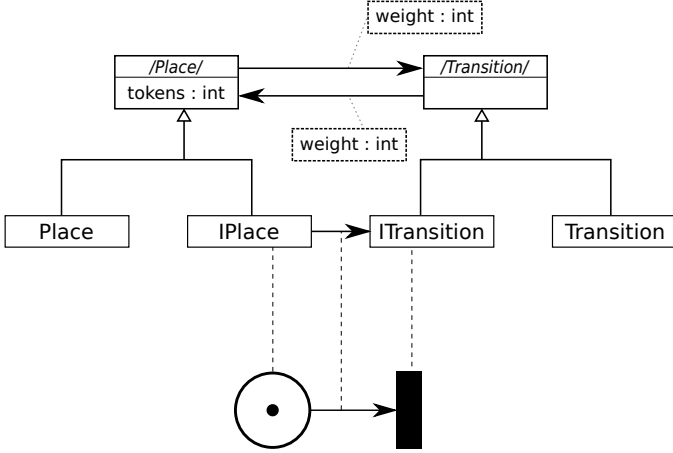 weight : int
/Place/
/Transition/
tokens : int
weight : int
Place
IPlace
ITransition
Transition